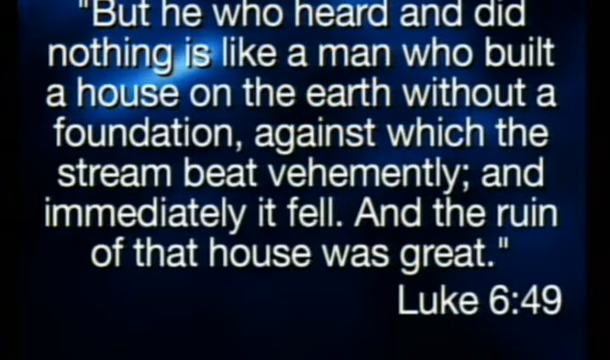 "But he who heard and did
nothing is like a man who built
a house on the earth without a
foundation, against which the
stream beat vehemently; and
immediately it fell. And the ruin
of that house was great."
Luke 6:49